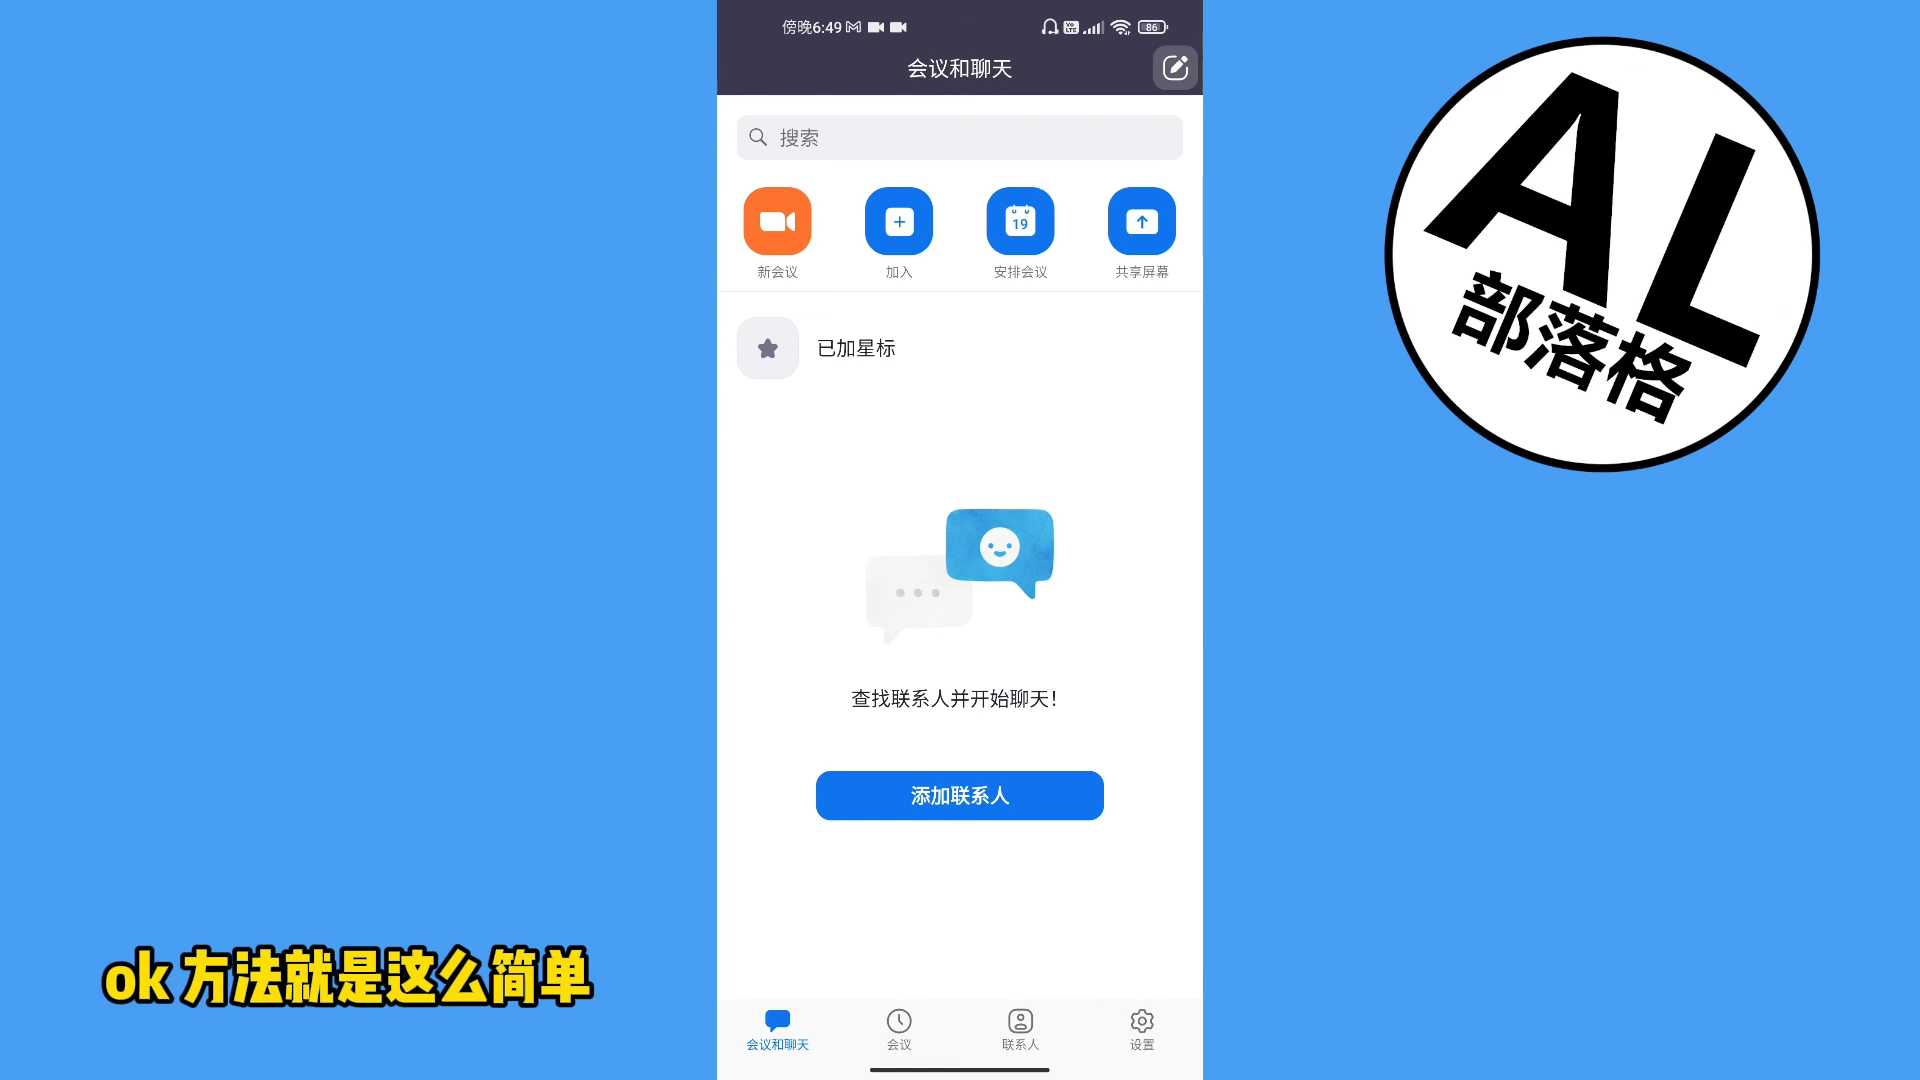 傍晚6:49
86
会议和聊天
搜索
19
新会议
加入
安排会议
共享屏幕
已加星标
查找联系人并开始聊天！
添加联系人
会议和聊天
会议
联系人
设置
AL
部落格
ok 方法就是这么简单